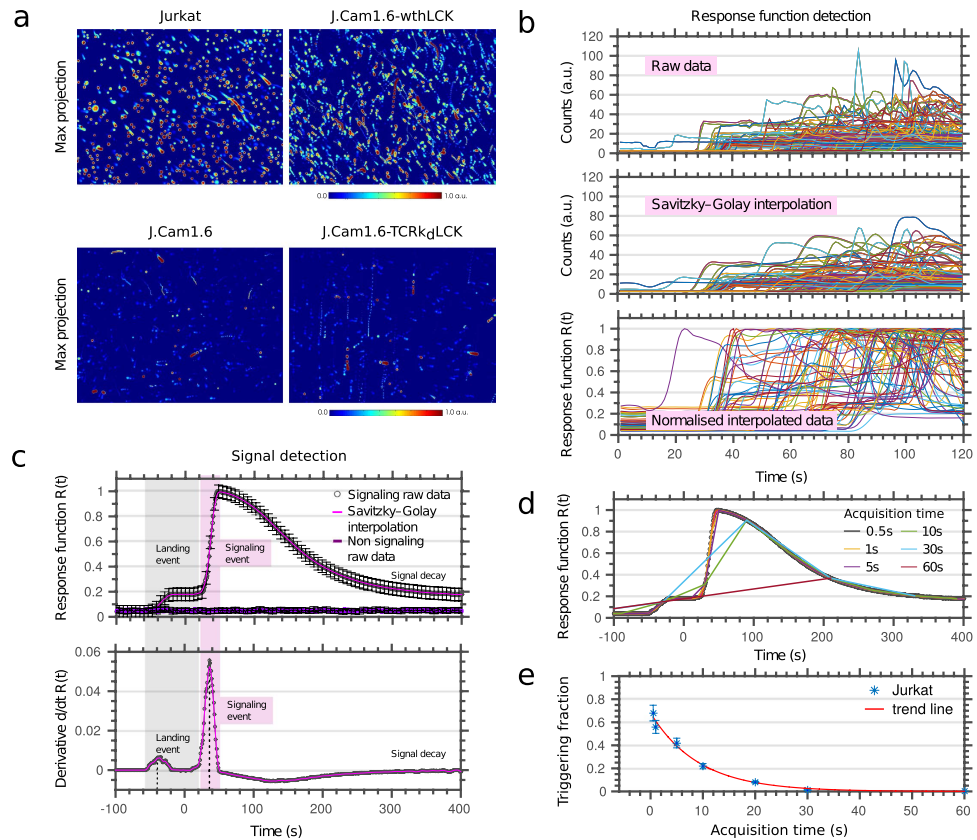 a
Jurkat
J.Cam1.6-wthLCK
Max projection
0.0
1.0 a.u.
J.Cam1.6
J.Cam1.6-TCRkdLCK
Max projection
0.0
1.0 a.u.
b
Response function detection
Counts (a.u.)
120
100
80
60
40
20
0
Raw data
Counts (a.u.)
120
100
80
60
40
20
0
Savitzky–Golay interpolation
Response function R(t)
1
0.8
0.6
0.4
0.2
0
Normalised interpolated data
0 20 40 60 80 100 120
Time (s)
c
Signal detection
Response function R(t)
1
0.8
0.6
0.4
0.2
0
Landing
event
Signaling
event
Signaling raw data
Savitzky–Golay
interpolation
Non signaling
raw data
Signal decay
Derivative d/dt R(t)
0.06
0.04
0.02
0
Landing
event
Signaling
event
Signal decay
-100 0 100 200 300 400
Time (s)
d
Response function R(t)
1
0.8
0.6
0.4
0.2
0
Acquisition time
0.5s 10s
1s 30s
5s 60s
-100 0 100 200 300 400
Time (s)
e
Triggering fraction
1
0.8
0.6
0.4
0.2
0
Jurkat
trend line
0 10 20 30 40 50 60
Acquisition time (s)